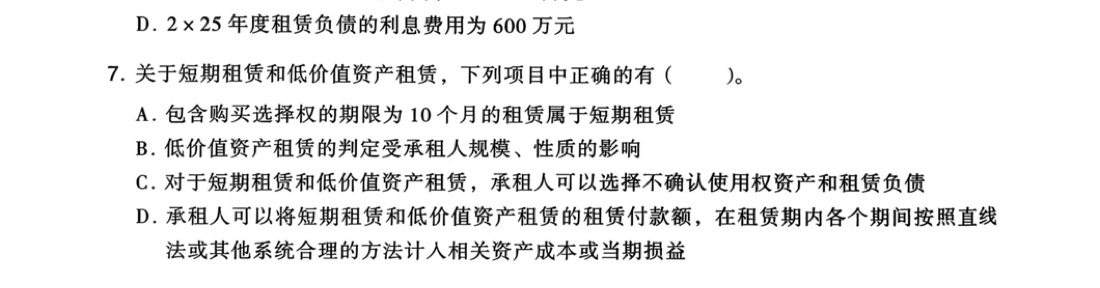 D. 2×25 年度租赁负债的利息费用为 600 万元
7. 关于短期租赁和低价值资产租赁，下列项目中正确的有（　　）。
A. 包含购买选择权的期限为 10 个月的租赁属于短期租赁
B. 低价值资产租赁的判定受承租人规模、性质的影响
C. 对于短期租赁和低价值资产租赁，承租人可以选择不确认使用权资产和租赁负债
D. 承租人可以将短期租赁和低价值资产租赁的租赁付款额，在租赁期内各个期间按照直线
法或其他系统合理的方法计入相关资产成本或当期损益